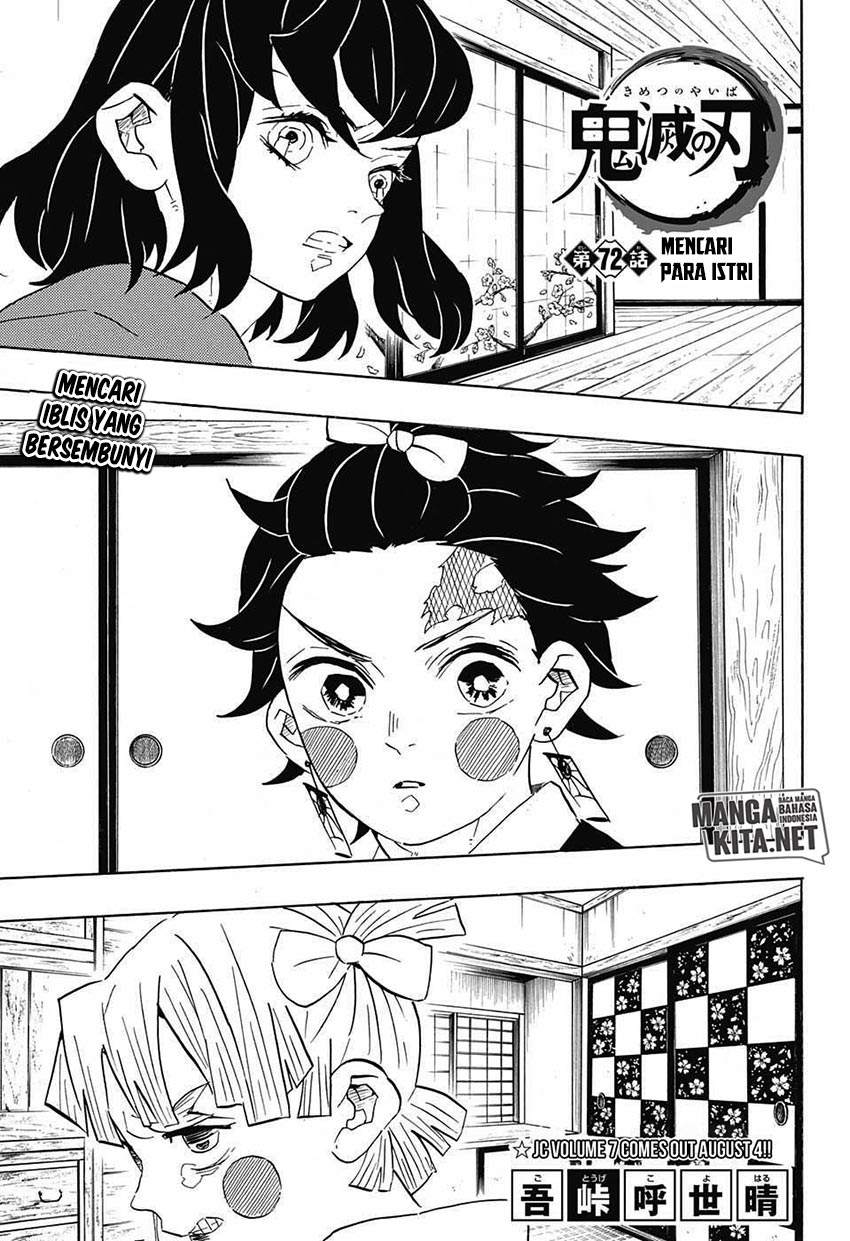 きめつのやいば
鬼滅の刃
第72話
MENCARI
PARA ISTRI
MENCARI
IBLIS YANG
BERSEMBUNYI
MANGA
KITA.NET
BACA MANGA
BAHASA
INDONESIA
★ JC VOLUME 7 COMES OUT AUGUST 4!!
ご とうげ こ よ はる
吾峠呼世晴